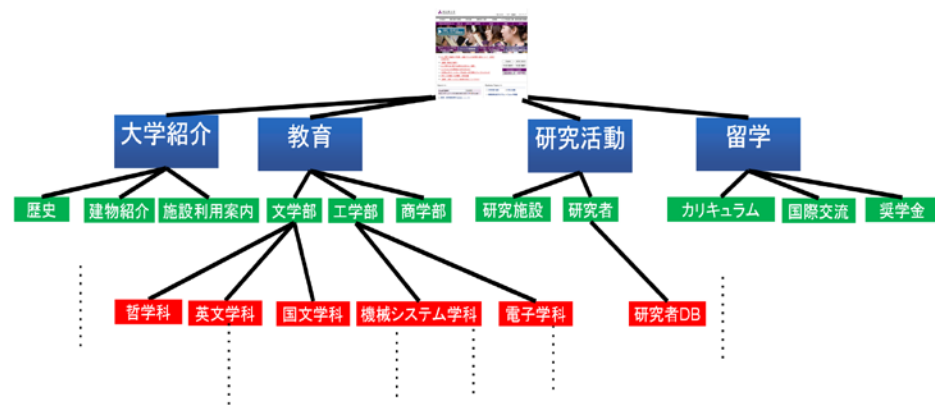 大学紹介
教育
研究活動
留学
歴史
建物紹介
施設利用案内
文学部
工学部
商学部
研究施設
研究者
カリキュラム
国際交流
奨学金
哲学科
英文学科
国文学科
機械システム学科
電子学科
研究者DB